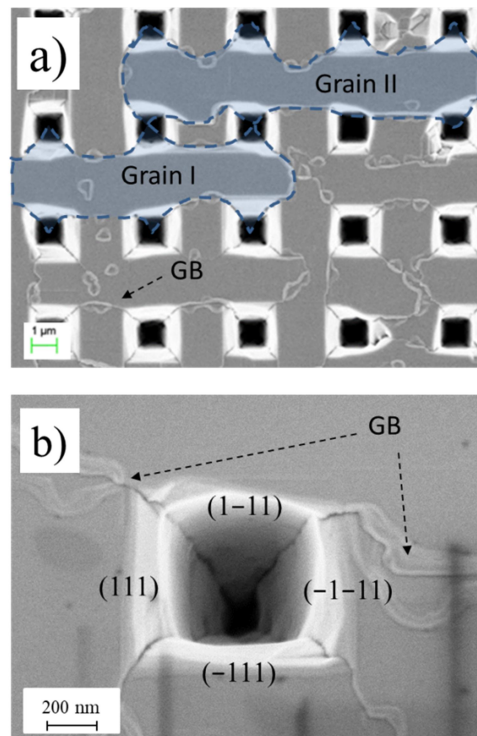 a)
Grain II
Grain I
GB
1 µm
b)
GB
(1-11)
(111)
(-1-11)
(-111)
200 nm